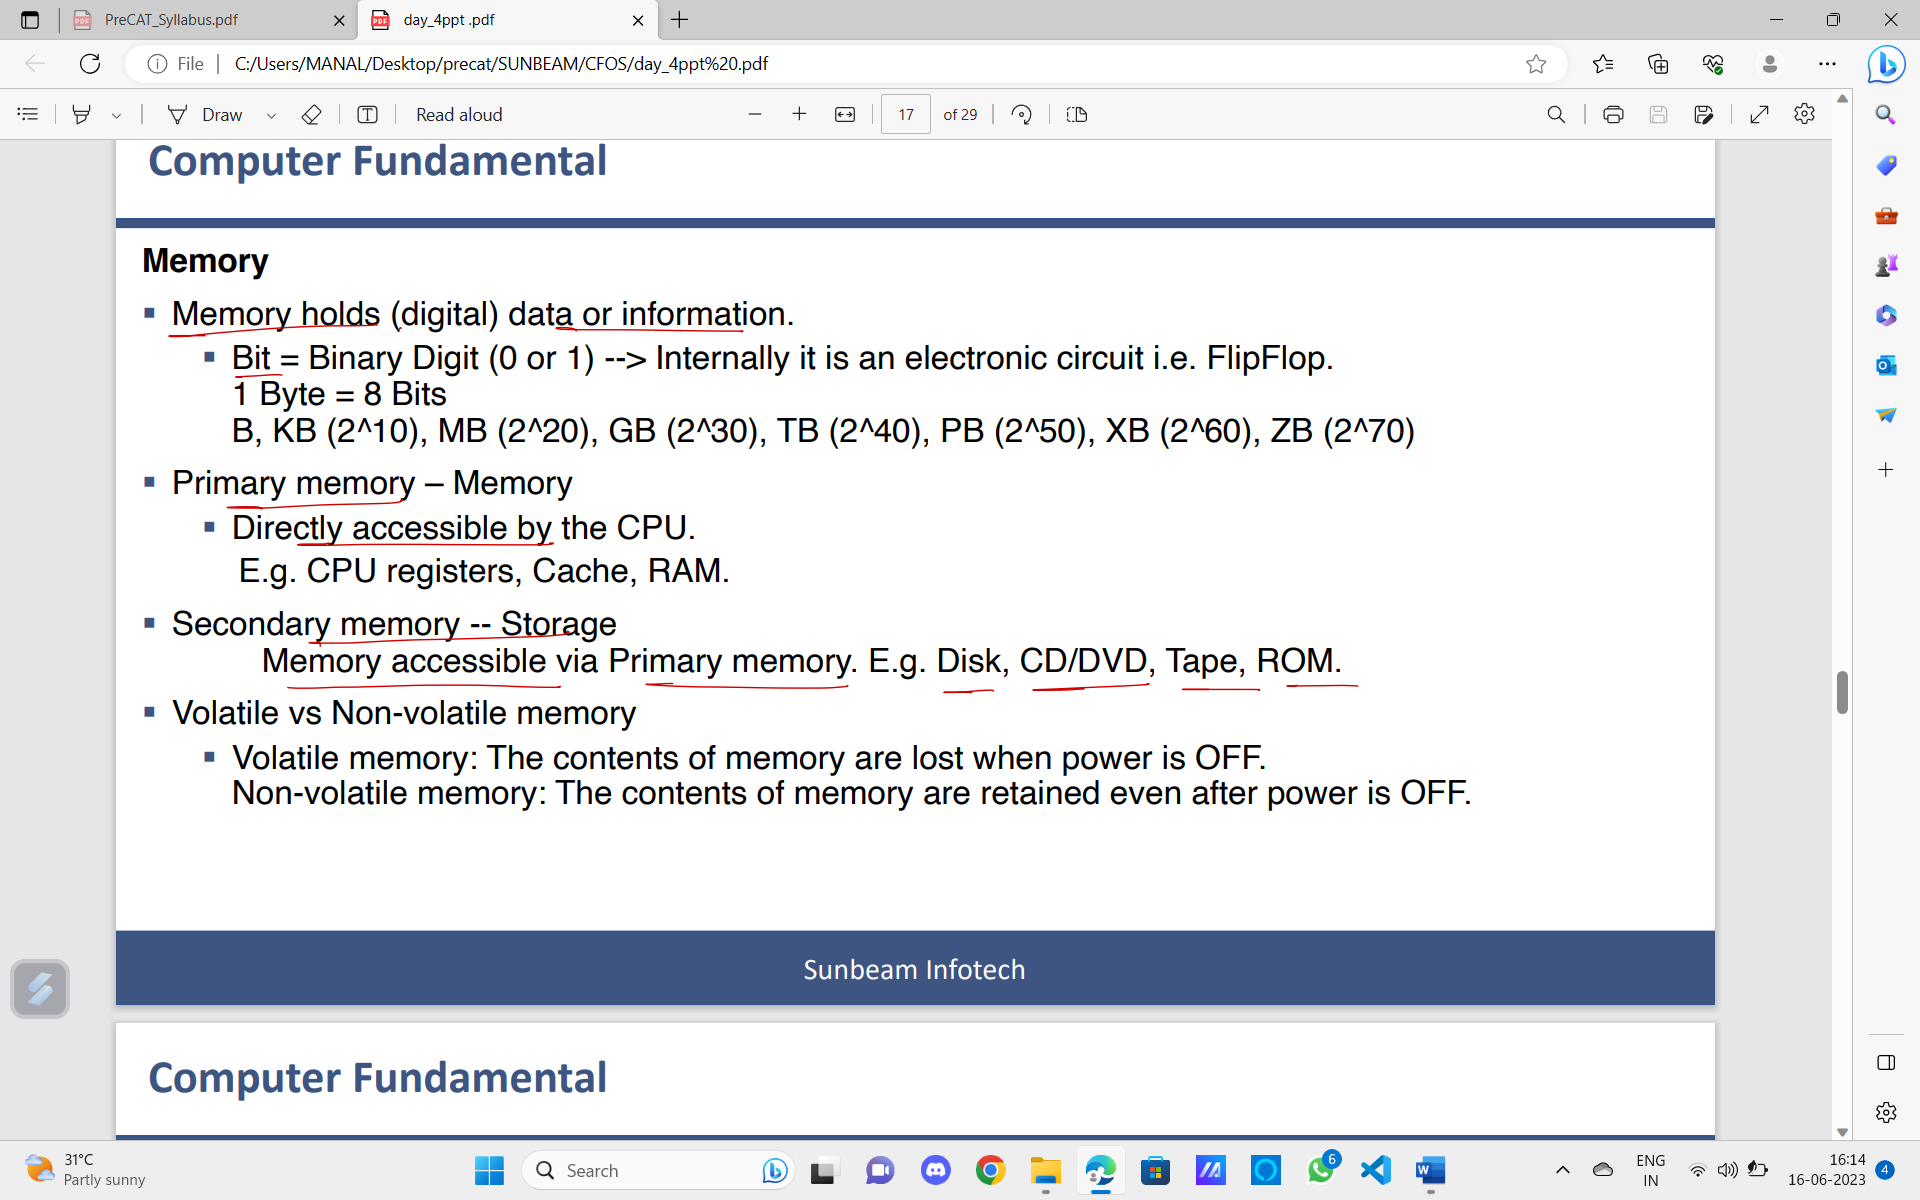 PreCAT_Syllabus.pdf
day_4ppt .pdf
File
C:/Users/MANAL/Desktop/precat/SUNBEAM/CFOS/day_4ppt%20.pdf
Draw
Read aloud
17
of 29
Computer Fundamental
Memory
Memory holds (digital) data or information.
Bit = Binary Digit (0 or 1) --> Internally it is an electronic circuit i.e. FlipFlop.
1 Byte = 8 Bits
B, KB (2^10), MB (2^20), GB (2^30), TB (2^40), PB (2^50), XB (2^60), ZB (2^70)
Primary memory – Memory
Directly accessible by the CPU.
E.g. CPU registers, Cache, RAM.
Secondary memory -- Storage
Memory accessible via Primary memory. E.g. Disk, CD/DVD, Tape, ROM.
Volatile vs Non-volatile memory
Volatile memory: The contents of memory are lost when power is OFF.
Non-volatile memory: The contents of memory are retained even after power is OFF.
Sunbeam Infotech
Computer Fundamental
31°C
Partly sunny
Search
6
ENG
IN
16:14
16-06-2023
4